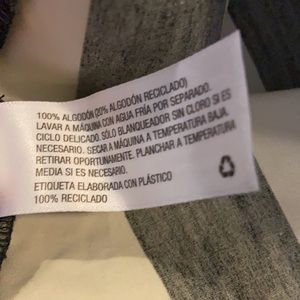 100% ALGODÓN (20% ALGODÓN RECICLADO)
LAVAR A MÁQUINA CON AGUA FRÍA POR SEPARADO.
CICLO DELICADO. SÓLO BLANQUEADOR SIN CLORO SI ES
NECESARIO. SECAR A MÁQUINA A TEMPERATURA BAJA.
RETIRAR OPORTUNAMENTE. PLANCHAR A TEMPERATURA
MEDIA SI ES NECESARIO.
ETIQUETA ELABORADA CON PLÁSTICO
100% RECICLADO